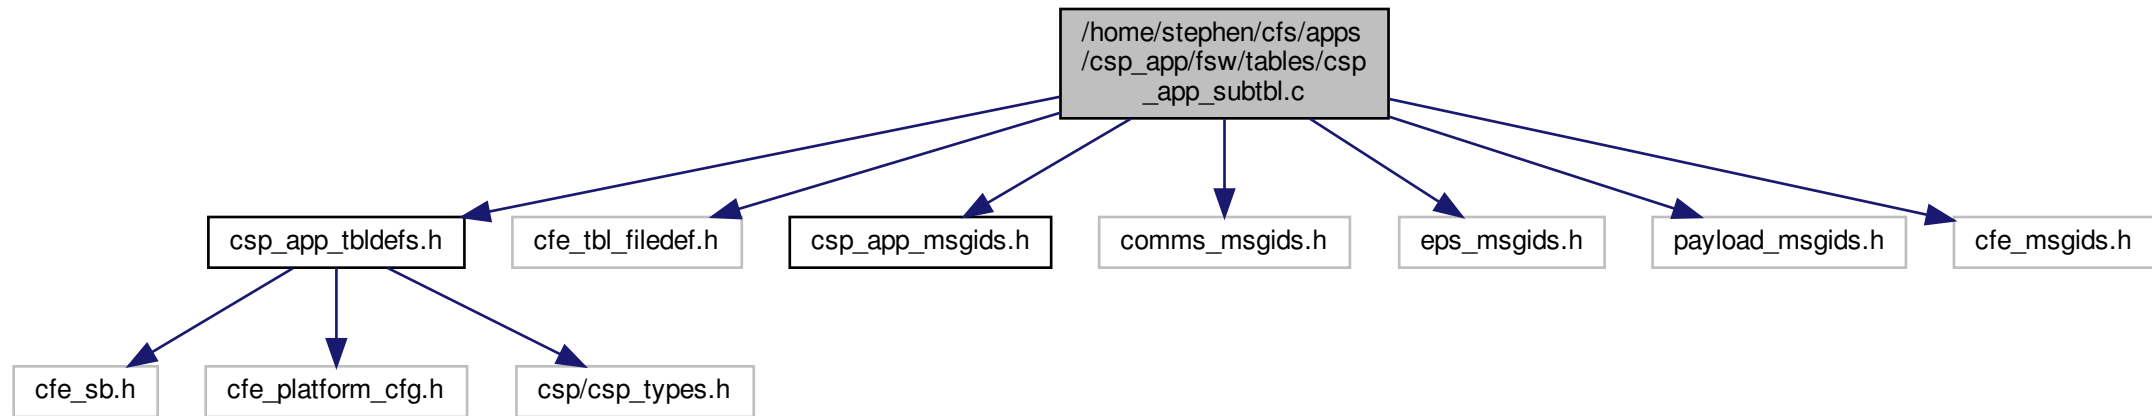 /home/stephen/cfs/apps
/csp_app/fsw/tables/csp
_app_subtbl.c
csp_app_tbldefs.h
cfe_tbl_filedef.h
csp_app_msgids.h
comms_msgids.h
eps_msgids.h
payload_msgids.h
cfe_msgids.h
cfe_sb.h
cfe_platform_cfg.h
csp/csp_types.h